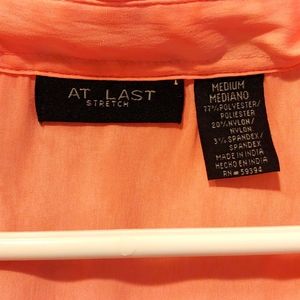 AT LAST
STRETCH
MEDIUM
MEDIANO
77%POLYESTER/
POLIESTER
20%NYLON/
NYLON
3%SPANDEX/
SPANDEX
MADE IN INDIA
HECHO EN INDIA
RN# 59394